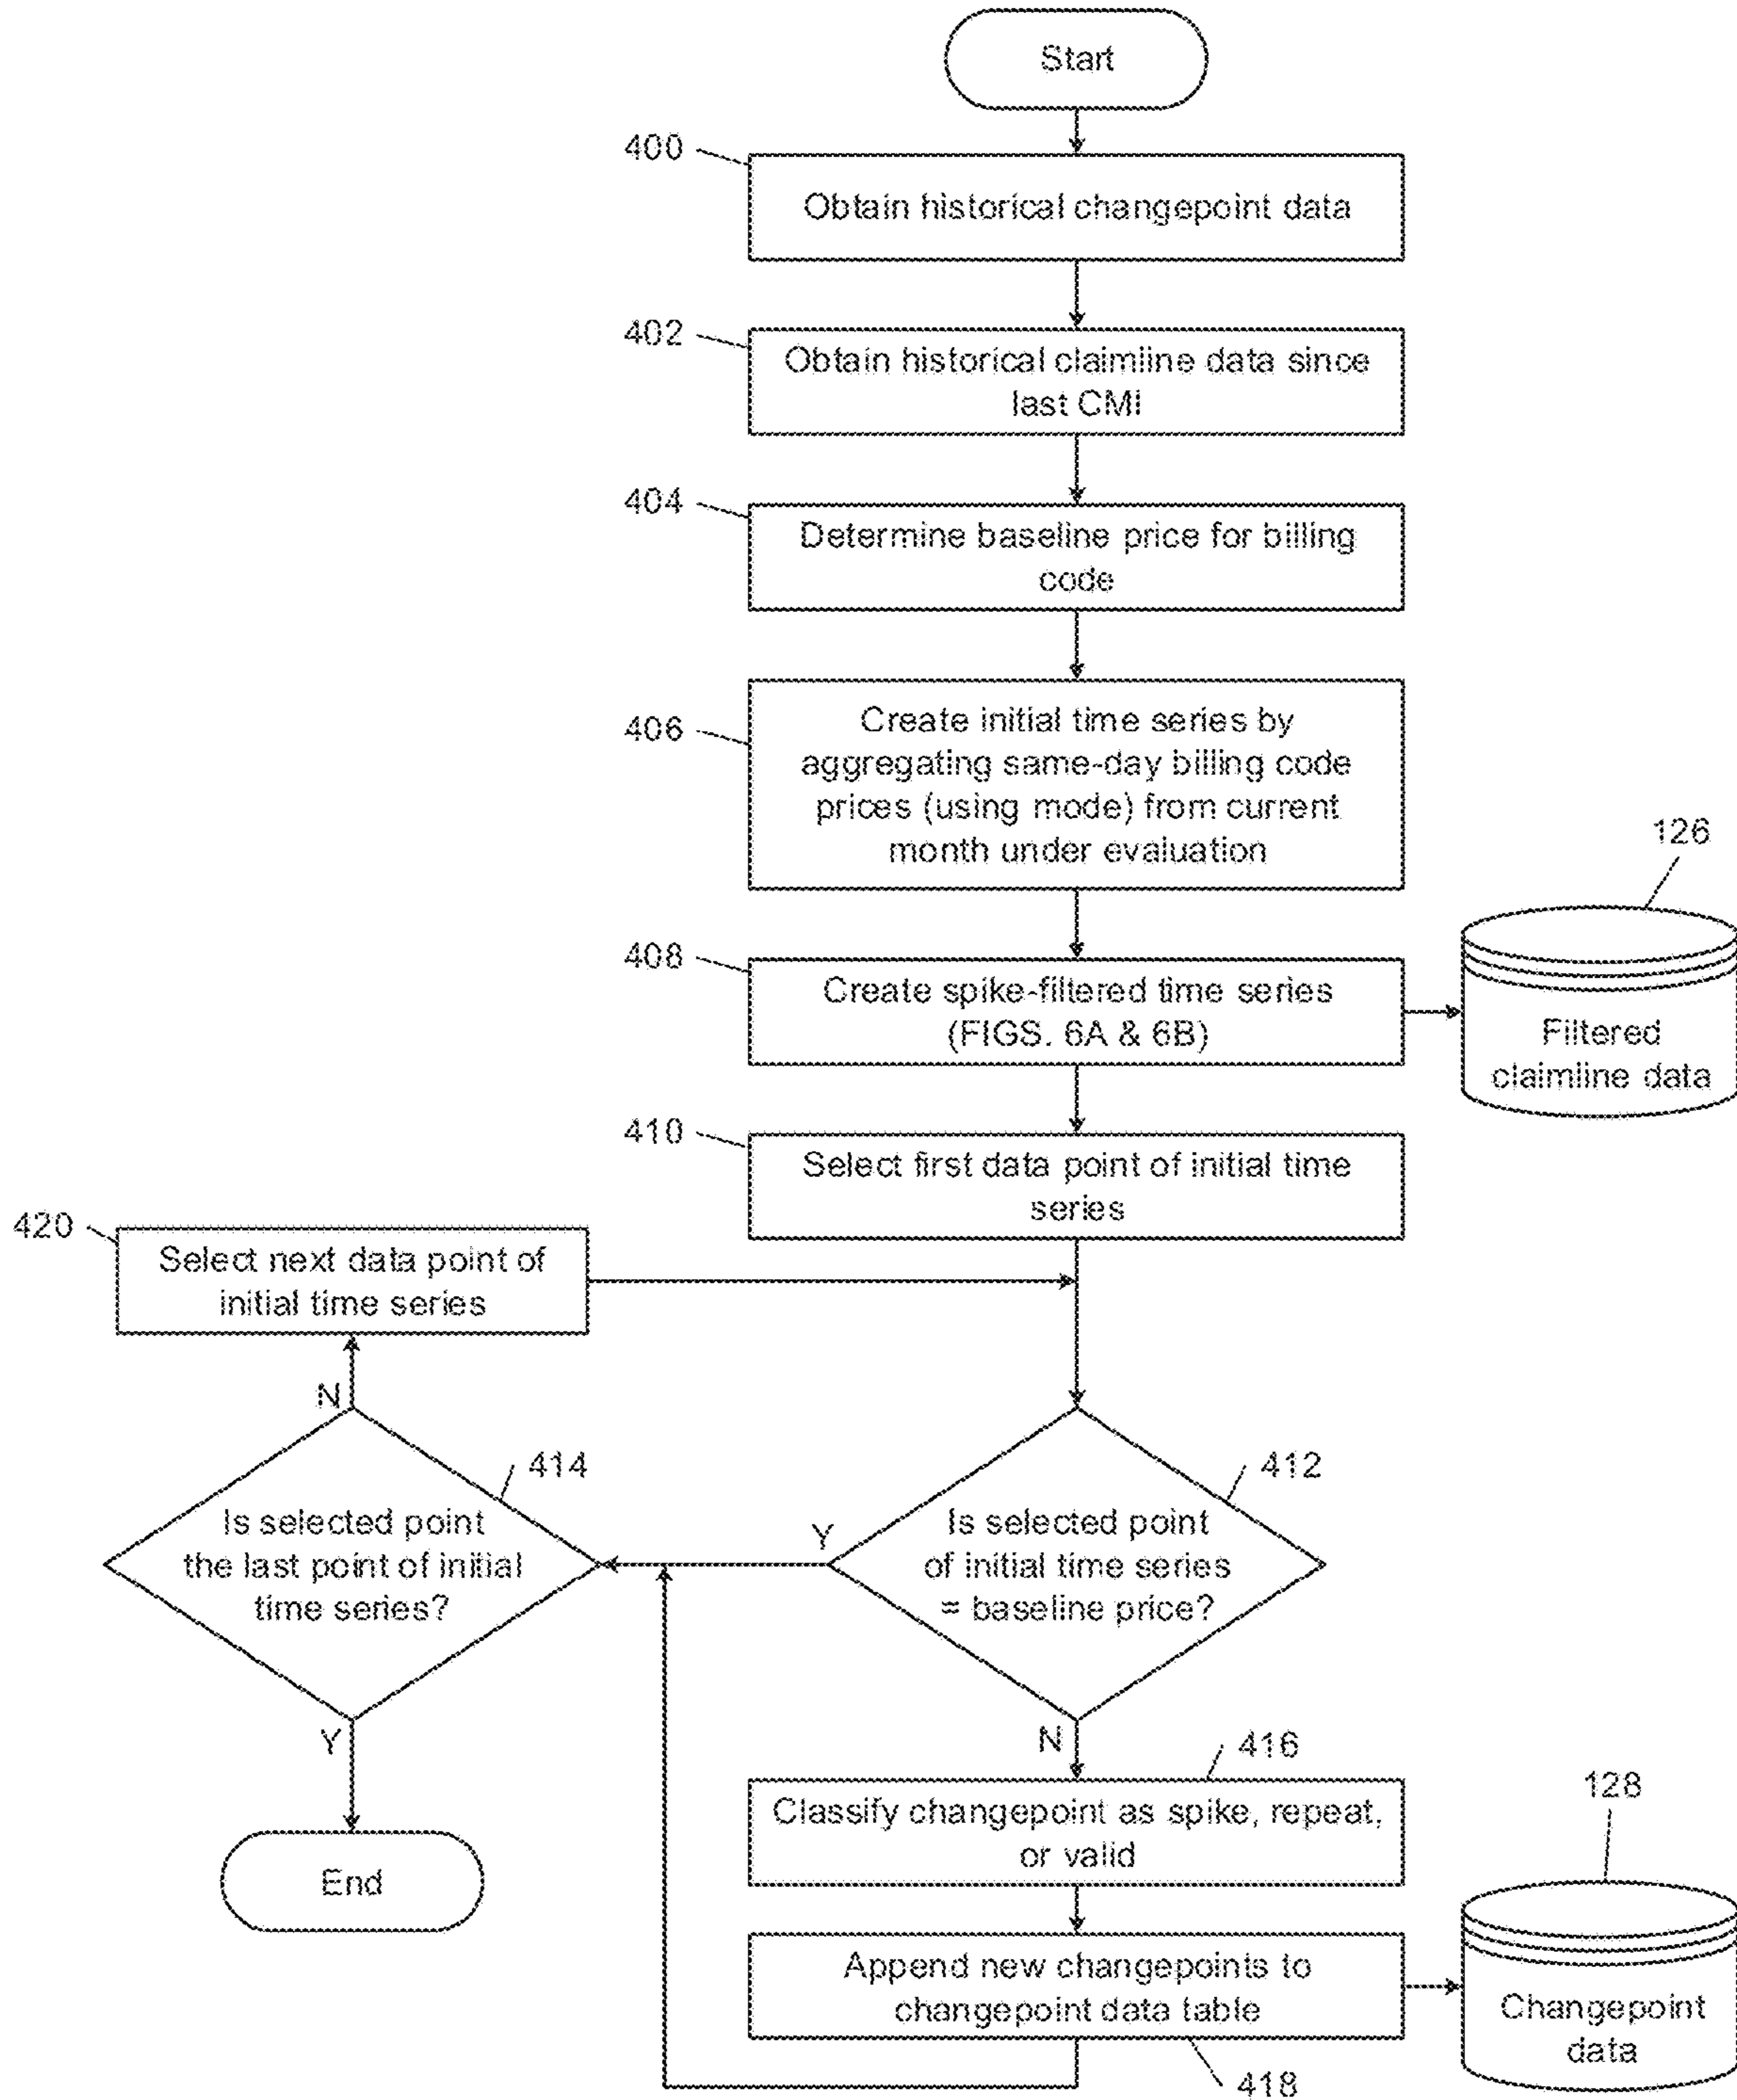 Start
400
Obtain historical changepoint data
402
Obtain historical claimline data since
last CMI
404
Determine baseline price for billing
code
406
Create initial time series by
aggregating same-day billing code
prices (using mode) from current
month under evaluation
126
408
Create spike-filtered time series
(FIGS. 6A & 6B)
Filtered
claimline data
410
Select first data point of initial time
series
420
Select next data point of
initial time series
N
414
Is selected point
the last point of initial
time series?
Y
412
Is selected point
of initial time series
= baseline price?
Y
N
End
416
Classify changepoint as spike, repeat,
or valid
128
Append new changepoints to
changepoint data table
418
Changepoint
data